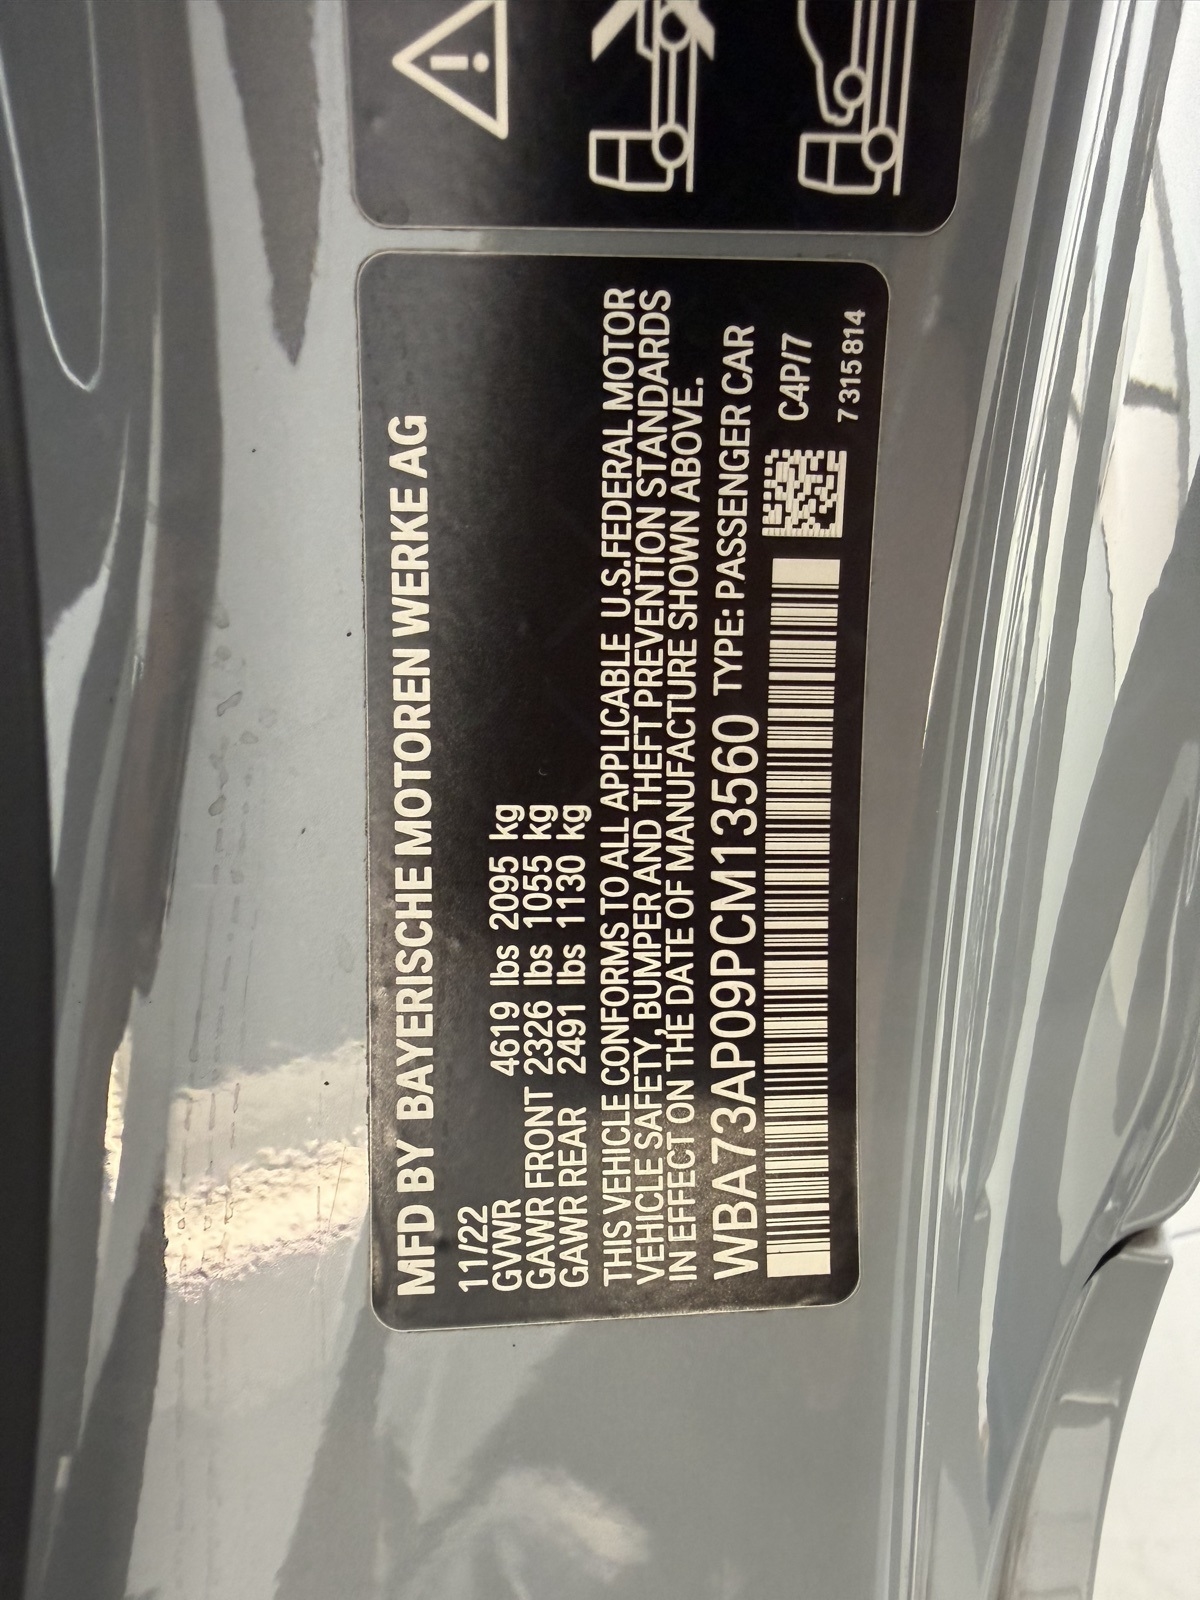 MFD BY BAYERISCHE MOTOREN WERKE AG
11/22
GVWR 4619 lbs 2095 kg
GAWR FRONT 2326 lbs 1055 kg
GAWR REAR 2491 lbs 1130 kg
THIS VEHICLE CONFORMS TO ALL APPLICABLE U.S.FEDERAL MOTOR
VEHICLE SAFETY, BUMPER AND THEFT PREVENTION STANDARDS
IN EFFECT ON THE DATE OF MANUFACTURE SHOWN ABOVE.
WBA73AP09PCM13560 TYPE: PASSENGER CAR
C4P/7
7 315 814